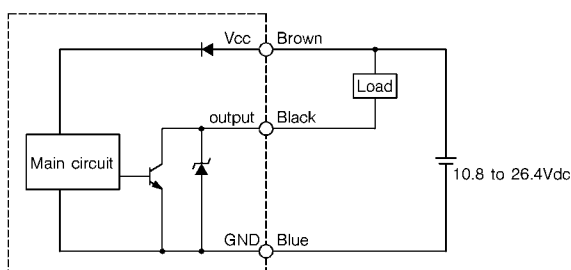 Vcc Brown
Load
output Black
Main circuit
10.8 to 26.4Vdc
GND Blue